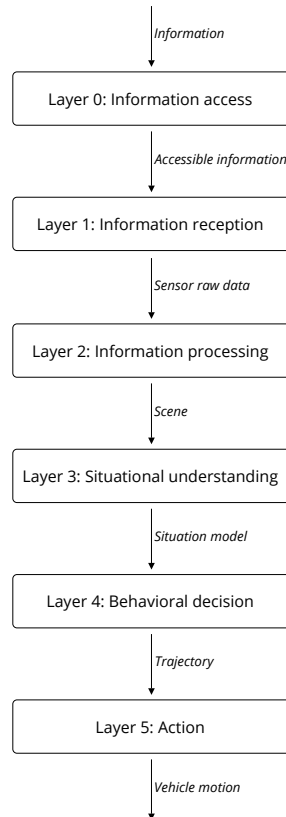 Information
Layer 0: Information access
Accessible information
Layer 1: Information reception
Sensor raw data
Layer 2: Information processing
Scene
Layer 3: Situational understanding
Situation model
Layer 4: Behavioral decision
Trajectory
Layer 5: Action
Vehicle motion